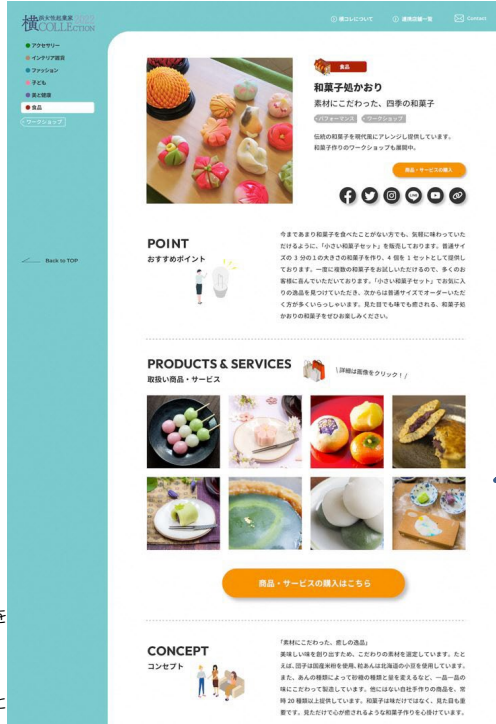 横浜女性起業家
COLLECTION
横コレについて
連携店舗一覧
Contact
アクセサリー
インテリア雑貨
ファッション
子ども
美と健康
食品
ワークショップ
Back to TOP
食品
和菓子処かおり
素材にこだわった、四季の和菓子
パフォーマンス
ワークショップ
伝統の和菓子を現代風にアレンジし提供しています。
和菓子作りのワークショップも展開中。
商品・サービスの購入
POINT
おすすめポイント
今まであまり和菓子を食べたことがない方でも、気軽に味わっていた
だけるように、「小さい和菓子セット」を販売しております。普通サイ
ズの 3 分の 1 の大きさの和菓子を作り、4 個を 1 セットとして提供し
ております。一度に複数の和菓子をお試しいただけるので、多くのお
客様に喜んでいただいております。「小さい和菓子セット」でお気に入
りの逸品を見つけていただき、次からは普通サイズでオーダーいただ
く方が多くいらっしゃいます。見た目でも味でも癒される、和菓子処
かおりの和菓子をぜひお楽しみください。
PRODUCTS & SERVICES
取扱い商品・サービス
\ 詳細は画像をクリック！ /
商品・サービスの購入はこちら
CONCEPT
コンセプト
「素材にこだわった、癒しの逸品」
美味しい味を創り出すため、こだわりの素材を選定しています。たと
えば、団子は国産米粉を使用、粒あんは北海道の小豆を使用しています。
また、あんの種類によって砂糖の種類と量を変えるなど、一品一品の
味にこだわって製造しています。他にはない自社手作りの商品を、常
時 20 種類以上提供しています。和菓子は味だけではなく、見た目も重
要です。見ただけで心が癒されるような和菓子作りを心掛けています。
を